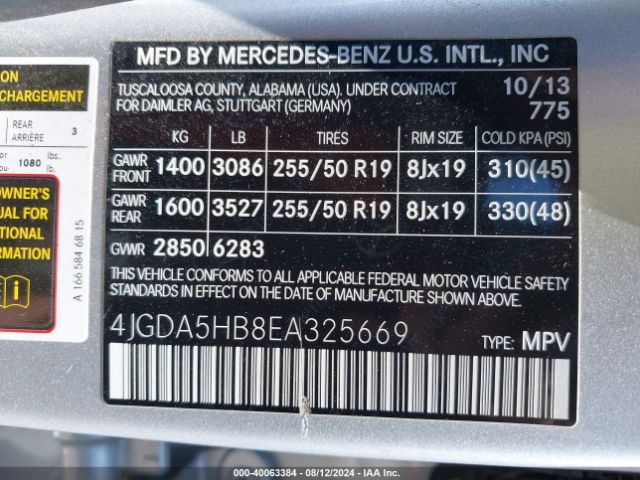 ON
CHARGEMENT
REAR
ARRIÈRE 3
or
ou 1080 lbs.
lb.
OWNER'S
UAL FOR
TIONAL
ORMATION
A 166 584 68 15
MFD BY MERCEDES-BENZ U.S. INTL., INC
TUSCALOOSA COUNTY, ALABAMA (USA). UNDER CONTRACT 10/13
FOR DAIMLER AG, STUTTGART (GERMANY) 775
KG LB TIRES RIM SIZE COLD KPA(PSI)
GAWR FRONT 1400 3086 255/50 R19 8Jx19 310(45)
GAWR REAR 1600 3527 255/50 R19 8Jx19 330(48)
GVWR 2850 6283
THIS VEHICLE CONFORMS TO ALL APPLICABLE FEDERAL MOTOR VEHICLE SAFETY
STANDARDS IN EFFECT ON THE DATE OF MANUFACTURE SHOWN ABOVE.
4JGDA5HB8EA325669 TYPE: MPV
000-40063384 - 08/12/2024 - IAA Inc.